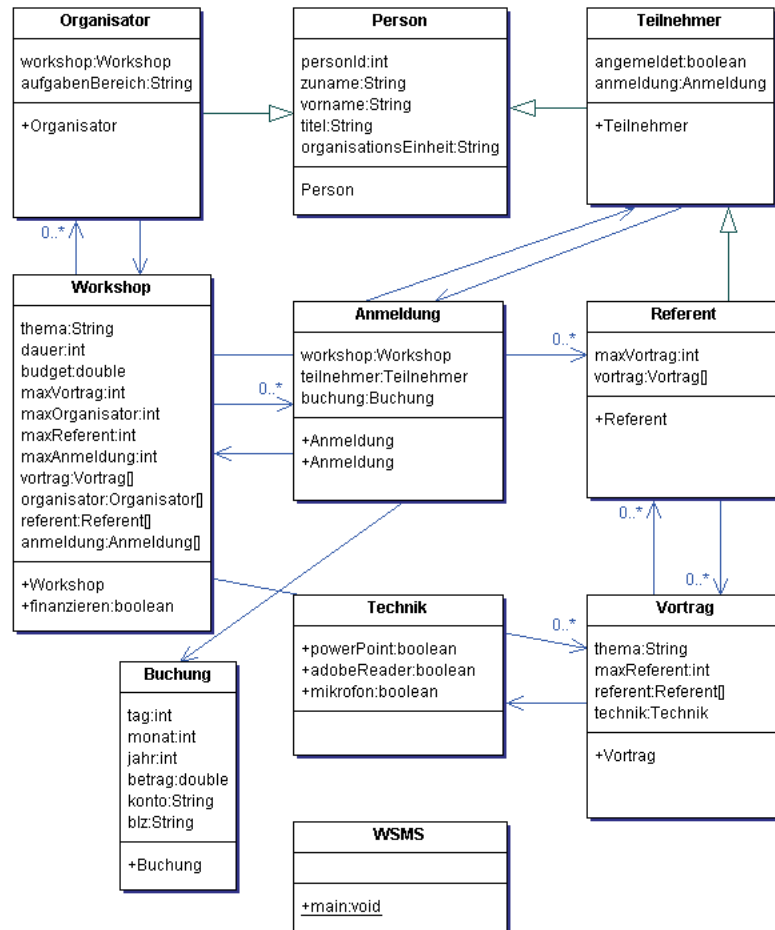 Organisator
workshop:Workshop
aufgabenBereich:String
+Organisator
Person
personId:int
zuname:String
vorname:String
titel:String
organisationsEinheit:String
Person
Teilnehmer
angemeldet:boolean
anmeldung:Anmeldung
+Teilnehmer
0..*
Workshop
thema:String
dauer:int
budget:double
maxVortrag:int
maxOrganisator:int
maxReferent:int
maxAnmeldung:int
vortrag:Vortrag[]
organisator:Organisator[]
referent:Referent[]
anmeldung:Anmeldung[]
+Workshop
+finanzieren:boolean
0..*
Anmeldung
workshop:Workshop
teilnehmer:Teilnehmer
buchung:Buchung
+Anmeldung
+Anmeldung
0..*
Referent
maxVortrag:int
vortrag:Vortrag[]
+Referent
0..*
0..*
Technik
+powerPoint:boolean
+adobeReader:boolean
+mikrofon:boolean
0..*
Vortrag
thema:String
maxReferent:int
referent:Referent[]
technik:Technik
+Vortrag
Buchung
tag:int
monat:int
jahr:int
betrag:double
konto:String
blz:String
+Buchung
WSMS
+main:void